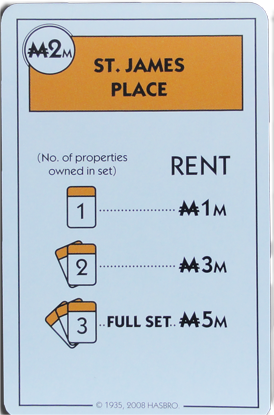 ₩2M
ST. JAMES
PLACE
(No. of properties
owned in set)
RENT
1 ₩1M
2 ₩3M
3 FULL SET ₩5M
© 1935, 2008 HASBRO